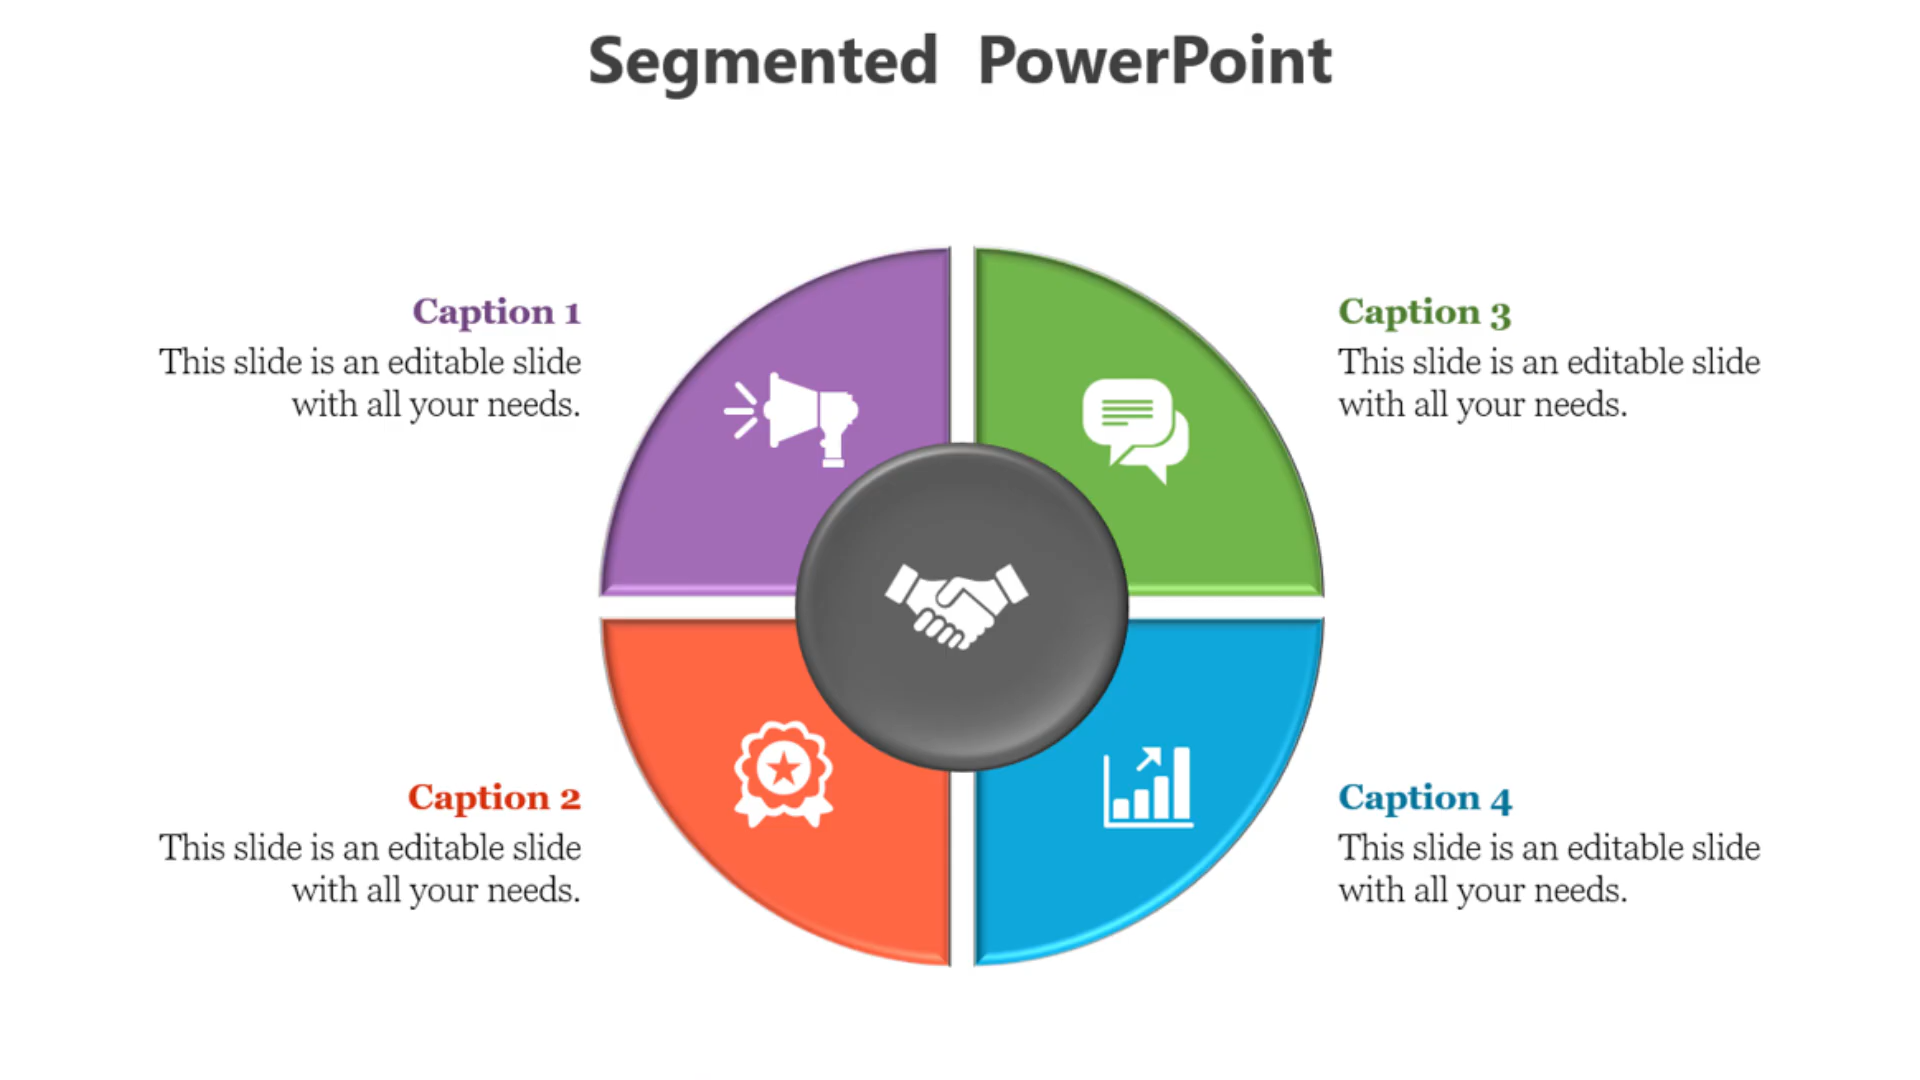 Segmented PowerPoint
Caption 1
This slide is an editable slide
with all your needs.
Caption 3
This slide is an editable slide
with all your needs.
Caption 2
This slide is an editable slide
with all your needs.
Caption 4
This slide is an editable slide
with all your needs.